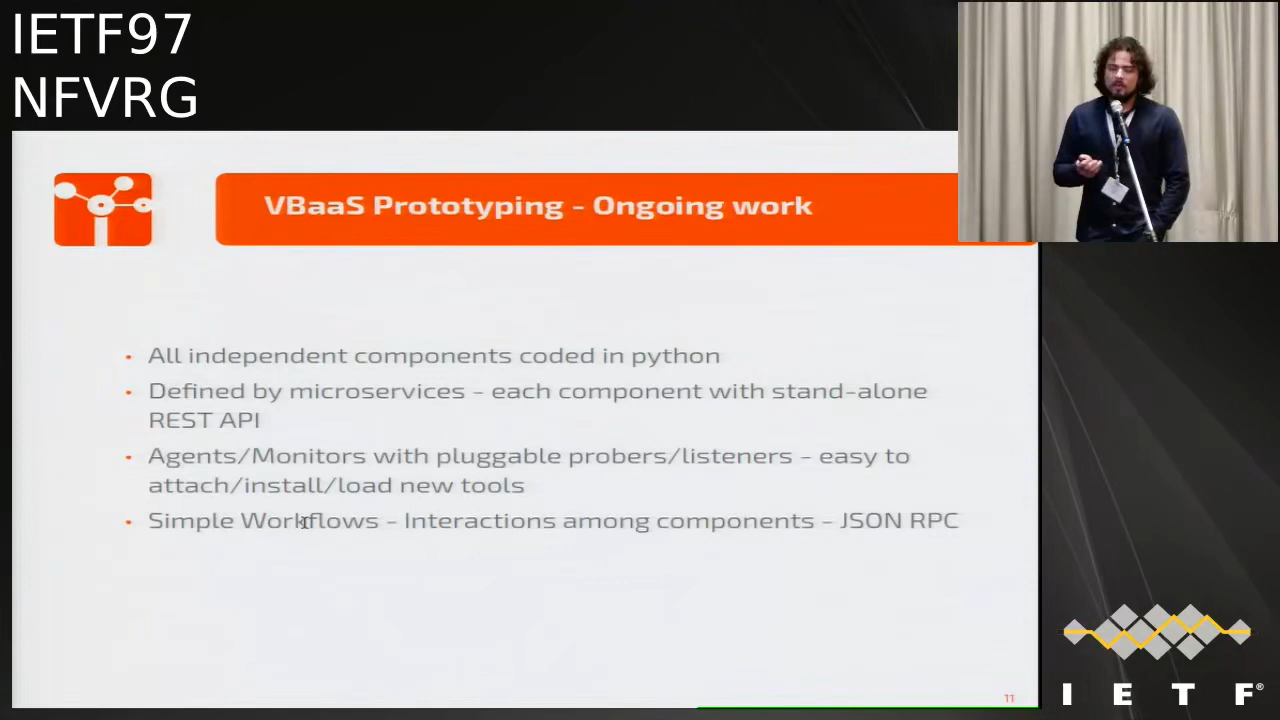 IETF97
NFVRG
VBaaS Prototyping - Ongoing work
• All independent components coded in python
• Defined by microservices - each component with stand-alone
REST API
• Agents/Monitors with pluggable probers/listeners - easy to
attach/install/load new tools
• Simple Workflows - Interactions among components - JSON RPC
11
I E T F®